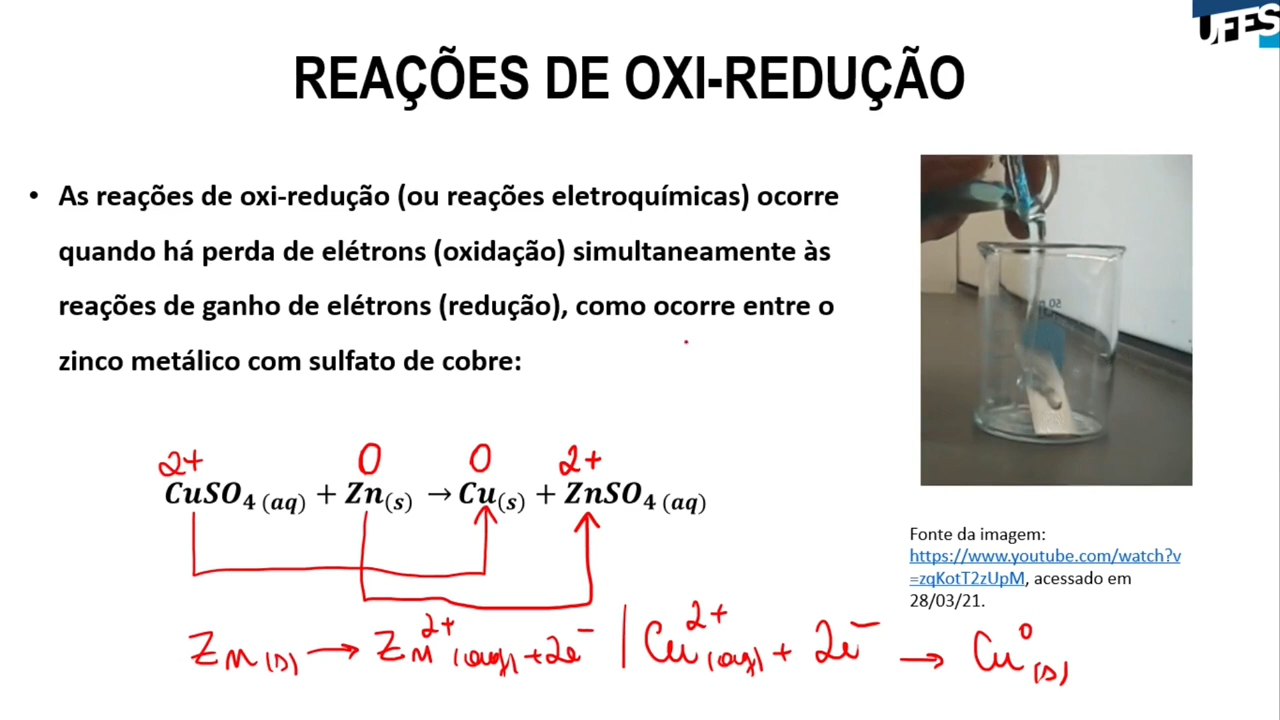 UFES
REAÇÕES DE OXI-REDUÇÃO
• As reações de oxi-redução (ou reações eletroquímicas) ocorre
quando há perda de elétrons (oxidação) simultaneamente às
reações de ganho de elétrons (redução), como ocorre entre o
zinco metálico com sulfato de cobre:
2+ 0 0 2+
CuSO₄ (aq) + Zn(s) → Cu(s) + ZnSO₄ (aq)
Zn(s) → Zn²⁺(aq) + 2e⁻ | Cu²⁺(aq) + 2e⁻ → Cu⁰(s)
50
Fonte da imagem:
https://www.youtube.com/watch?v
=zqKotT2zUpM, acessado em
28/03/21.